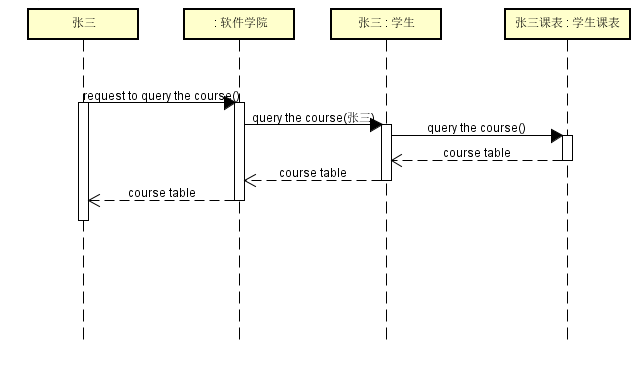 张三
: 软件学院
张三 : 学生
张三课表 : 学生课表
request to query the course()
query the course(张三)
query the course()
course table
course table
course table